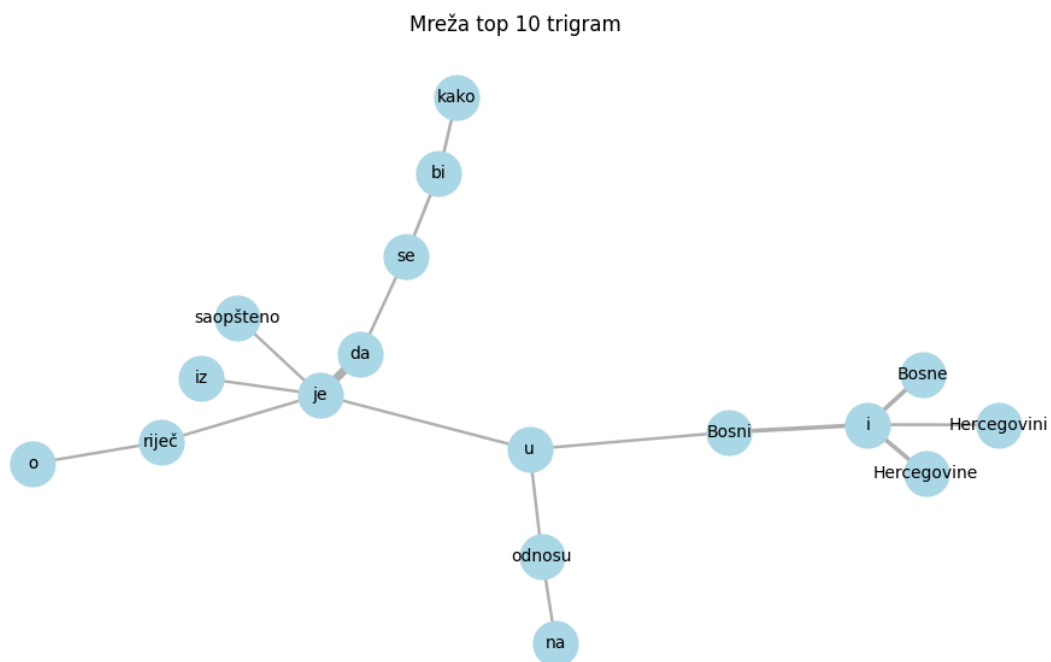 Mreža top 10 trigram
kako
bi
se
saopšteno
da
iz
je
Bosne
Hercegovini
i
Bosni
riječ
u
o
Hercegovine
odnosu
na